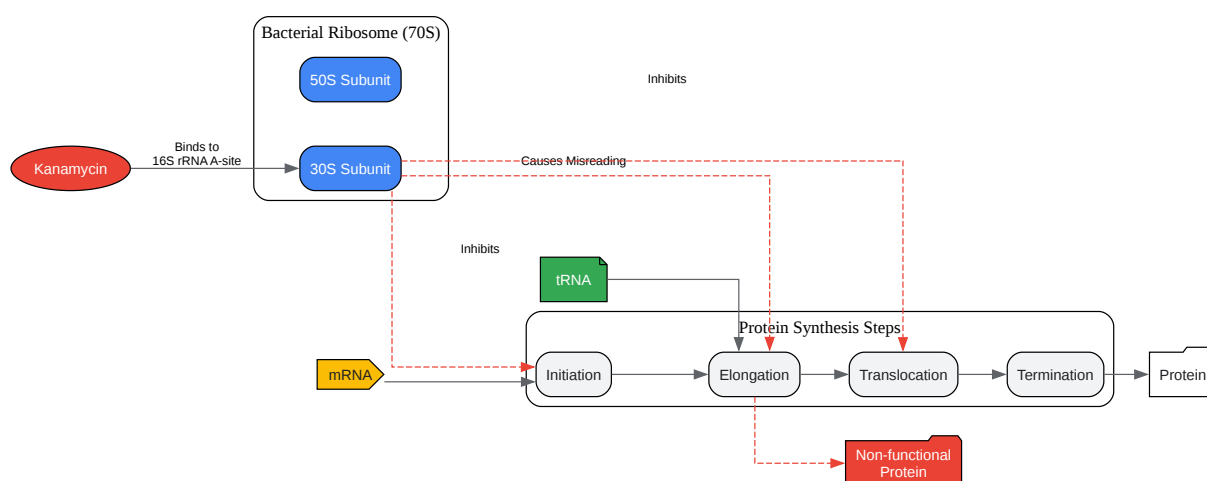 Bacterial Ribosome (70S)
50S Subunit
Inhibits
Binds to
16S rRNA A-site
Kanamycin
30S Subunit
Causes Misreading
Inhibits
tRNA
Protein Synthesis Steps
mRNA
Initiation
Elongation
Translocation
Termination
Protein
Non-functional
Protein